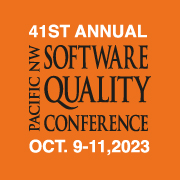 41ST ANNUAL
PACIFIC NW
SOFTWARE
QUALITY
CONFERENCE
OCT. 9-11,2023